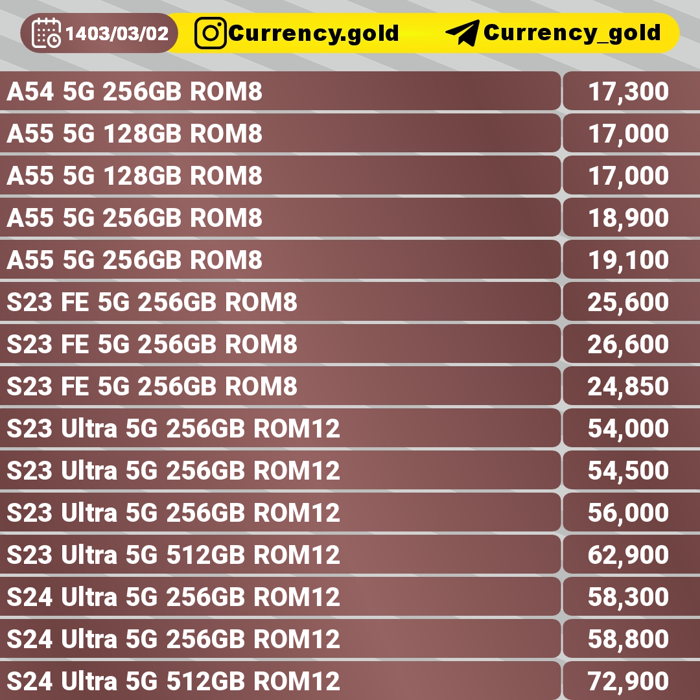 1403/03/02 Currency.gold Currency_gold
A54 5G 256GB ROM8 17,300
A55 5G 128GB ROM8 17,000
A55 5G 128GB ROM8 17,000
A55 5G 256GB ROM8 18,900
A55 5G 256GB ROM8 19,100
S23 FE 5G 256GB ROM8 25,600
S23 FE 5G 256GB ROM8 26,600
S23 FE 5G 256GB ROM8 24,850
S23 Ultra 5G 256GB ROM12 54,000
S23 Ultra 5G 256GB ROM12 54,500
S23 Ultra 5G 256GB ROM12 56,000
S23 Ultra 5G 512GB ROM12 62,900
S24 Ultra 5G 256GB ROM12 58,300
S24 Ultra 5G 256GB ROM12 58,800
S24 Ultra 5G 512GB ROM12 72,900